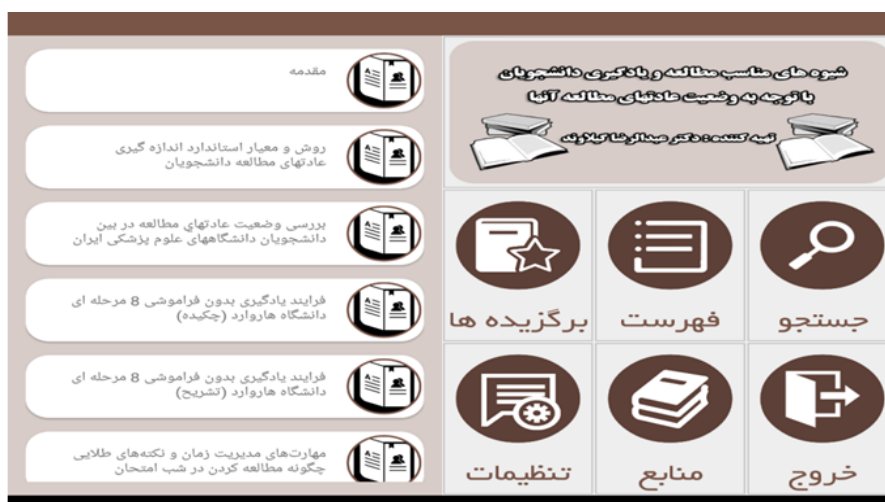 شیوه های مناسب مطالعه و یادگیری دانشجویان
با توجه به وضعیت عادتهای مطالعه آنها
تهیه کننده : دکتر عبدالرضا گیلاوند
جستجو
فهرست
برگزیده ها
خروج
منابع
تنظیمات
مقدمه
روش و معیار استاندارد اندازه گیری
عادتهای مطالعه دانشجویان
بررسی وضعیت عادتهاي مطالعه در بین
دانشجویان دانشگاههای علوم پزشکی ایران
فرایند یادگیری بدون فراموشی 8 مرحله ای
دانشگاه هاروارد (چکیده)
فرایند یادگیری بدون فراموشی 8 مرحله ای
دانشگاه هاروارد (تشریح)
مهارت‌های مدیریت زمان و نکته‌های طلایی
چگونه مطالعه کردن در شب امتحان